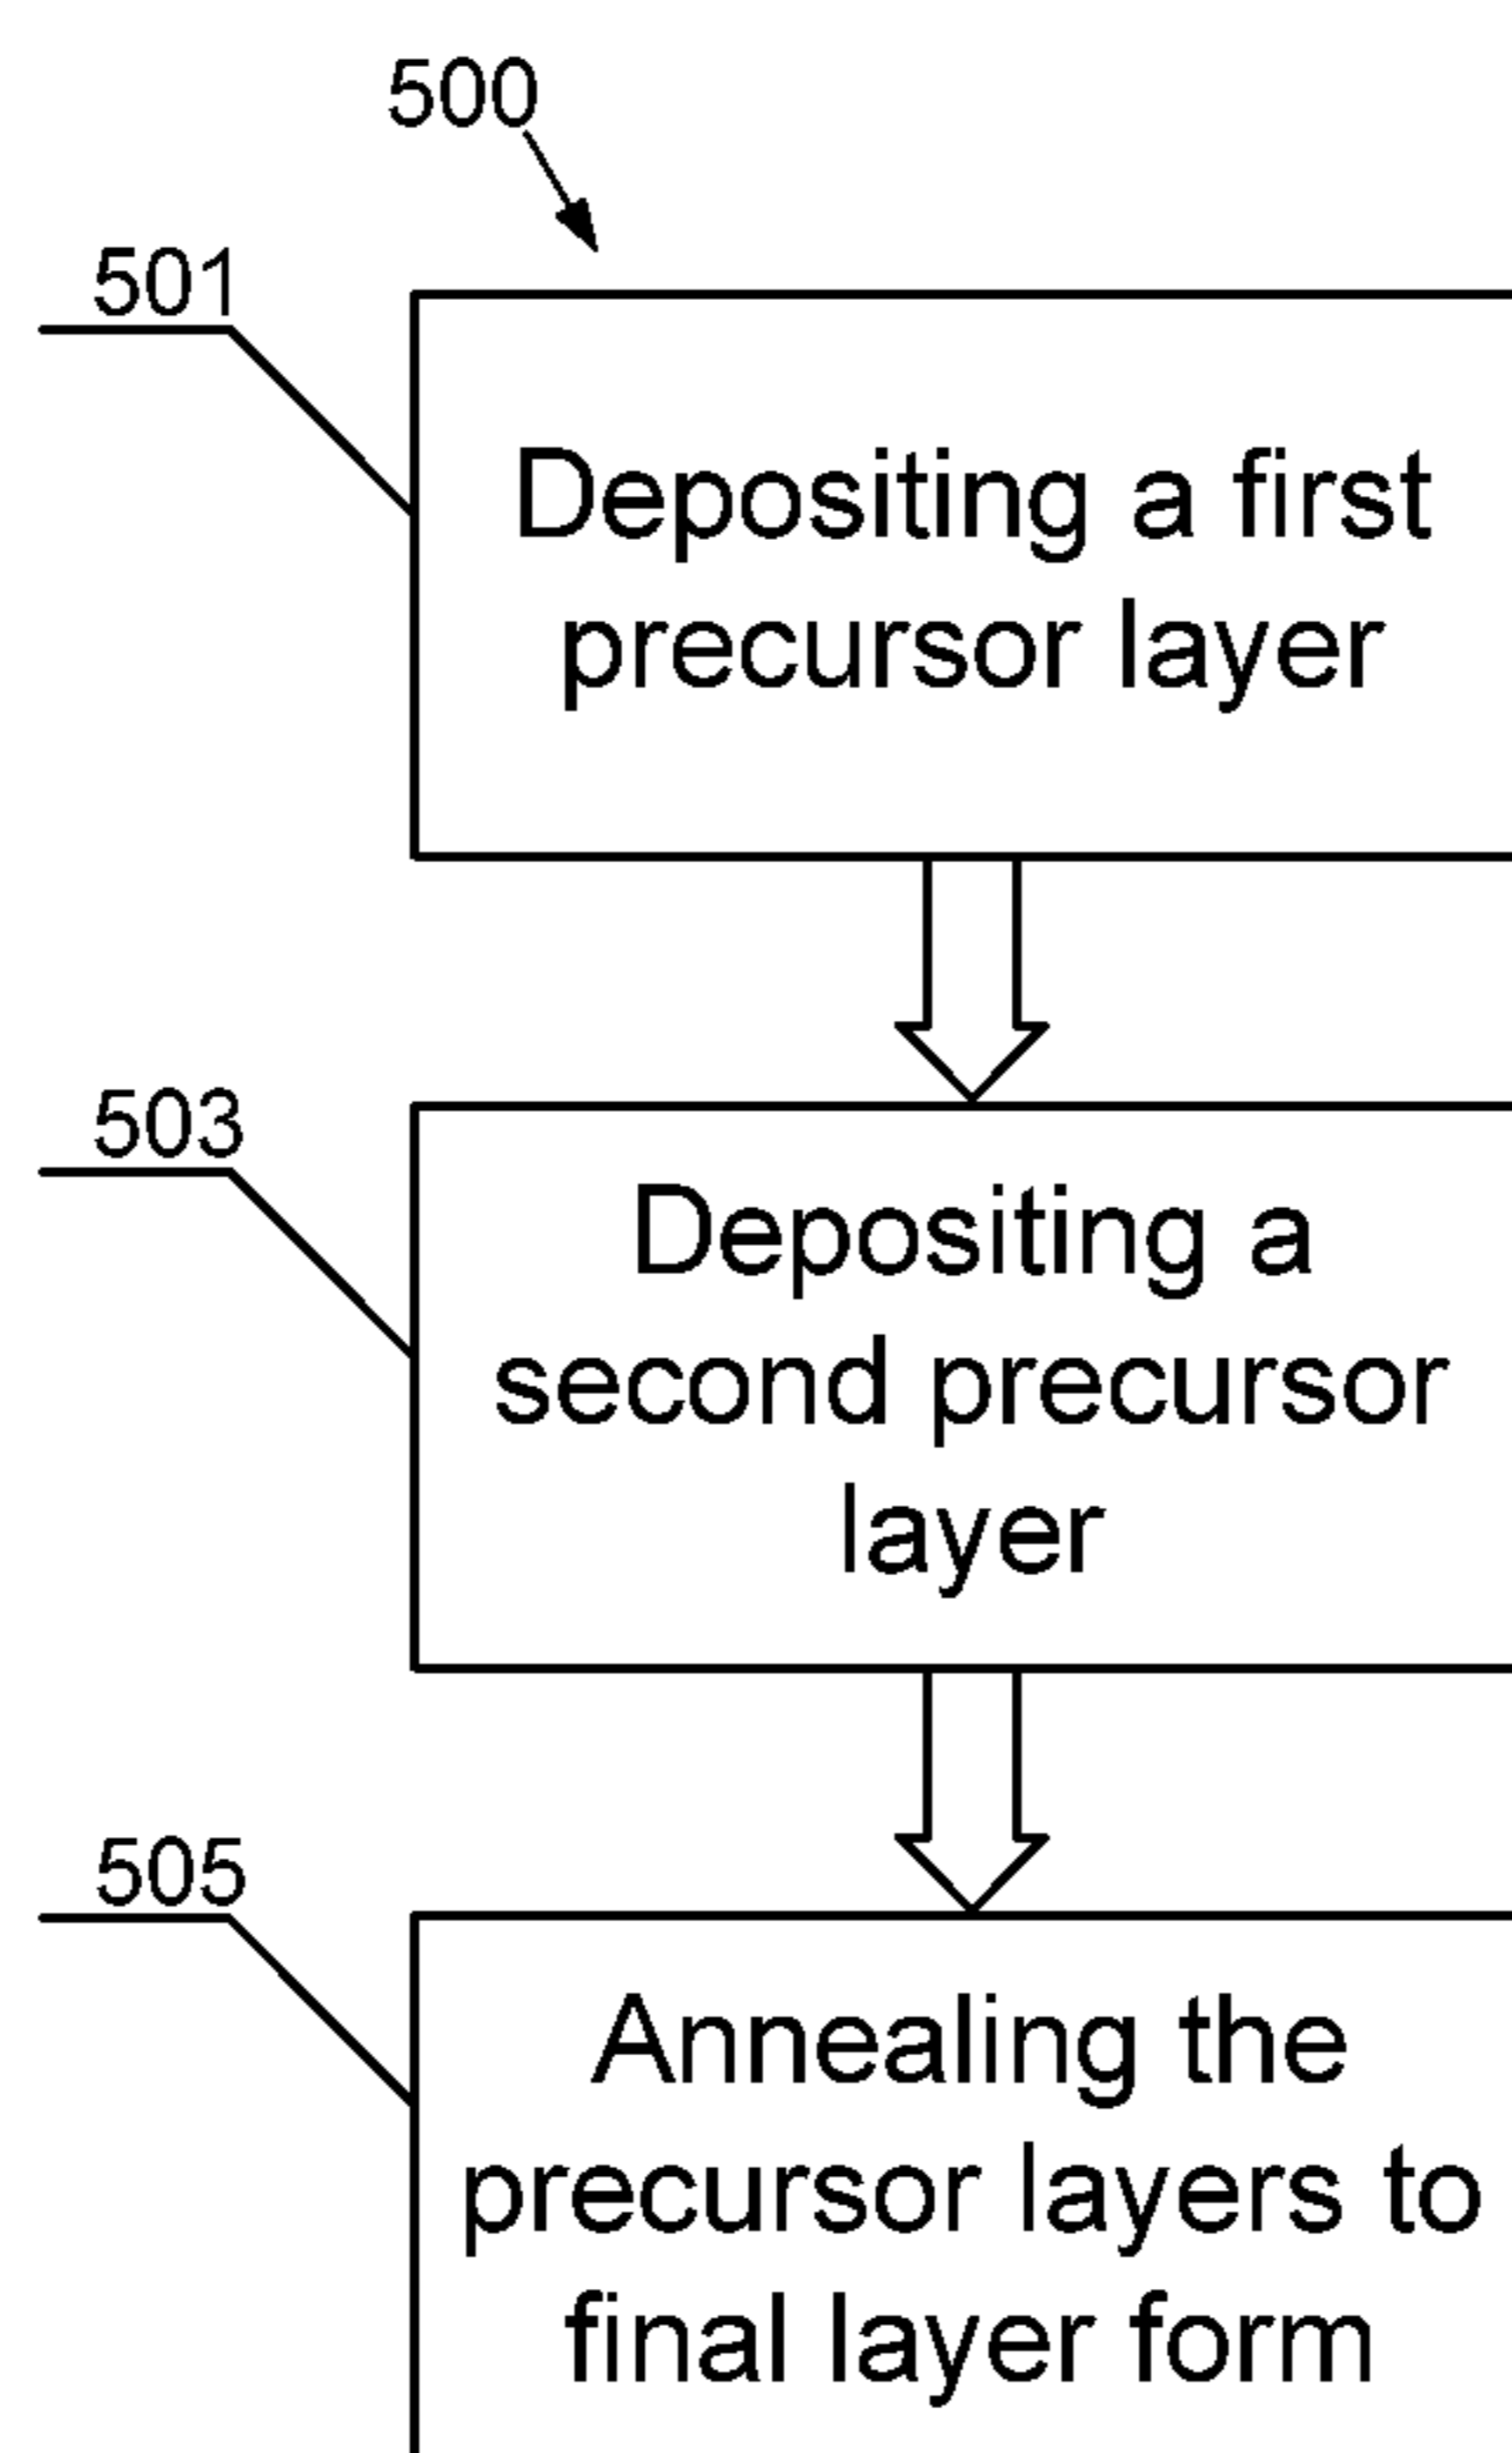 500
501
Depositing a first
precursor layer
503
Depositing a
second precursor
layer
505
Annealing the
precursor layers to
final layer form